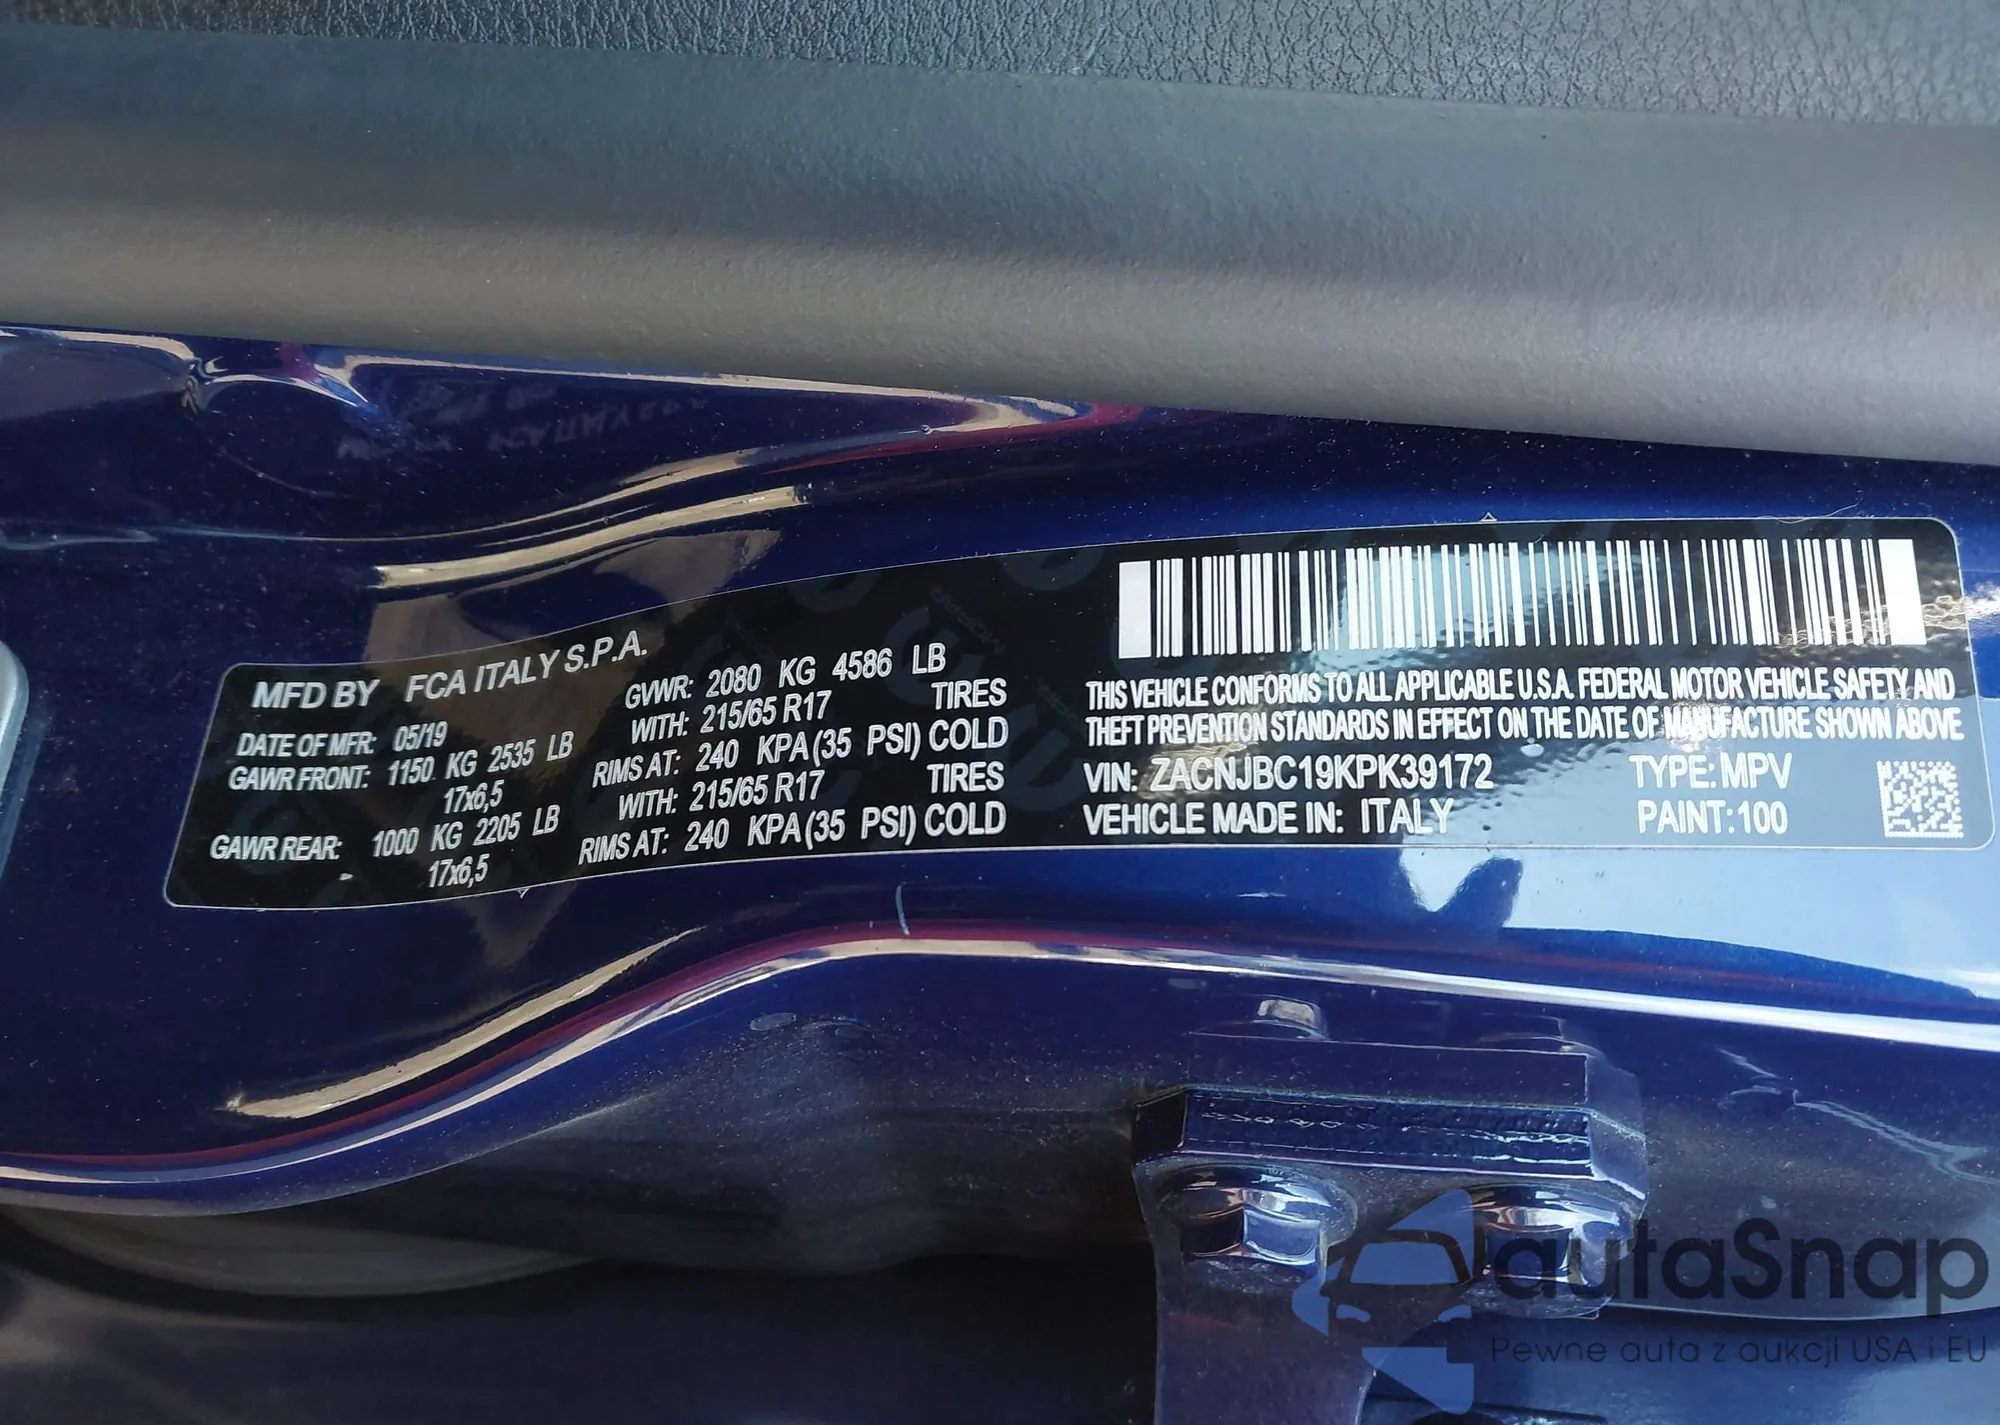 MFD BY FCA ITALY S.P.A.
DATE OF MFR: 05/19
GVWR: 2080 KG 4586 LB
GAWR FRONT: 1150 KG 2535 LB
WITH: 215/65 R17 TIRES
17x6,5
RIMS AT: 240 KPA (35 PSI) COLD
GAWR REAR: 1000 KG 2205 LB
WITH: 215/65 R17 TIRES
17x6,5
RIMS AT: 240 KPA (35 PSI) COLD
THIS VEHICLE CONFORMS TO ALL APPLICABLE U.S.A. FEDERAL MOTOR VEHICLE SAFETY AND
THEFT PREVENTION STANDARDS IN EFFECT ON THE DATE OF MANUFACTURE SHOWN ABOVE
VIN: ZACNJBC19KPK39172 TYPE: MPV
VEHICLE MADE IN: ITALY PAINT: 100
autaSnap
Pewne auta z aukcji USA i EU